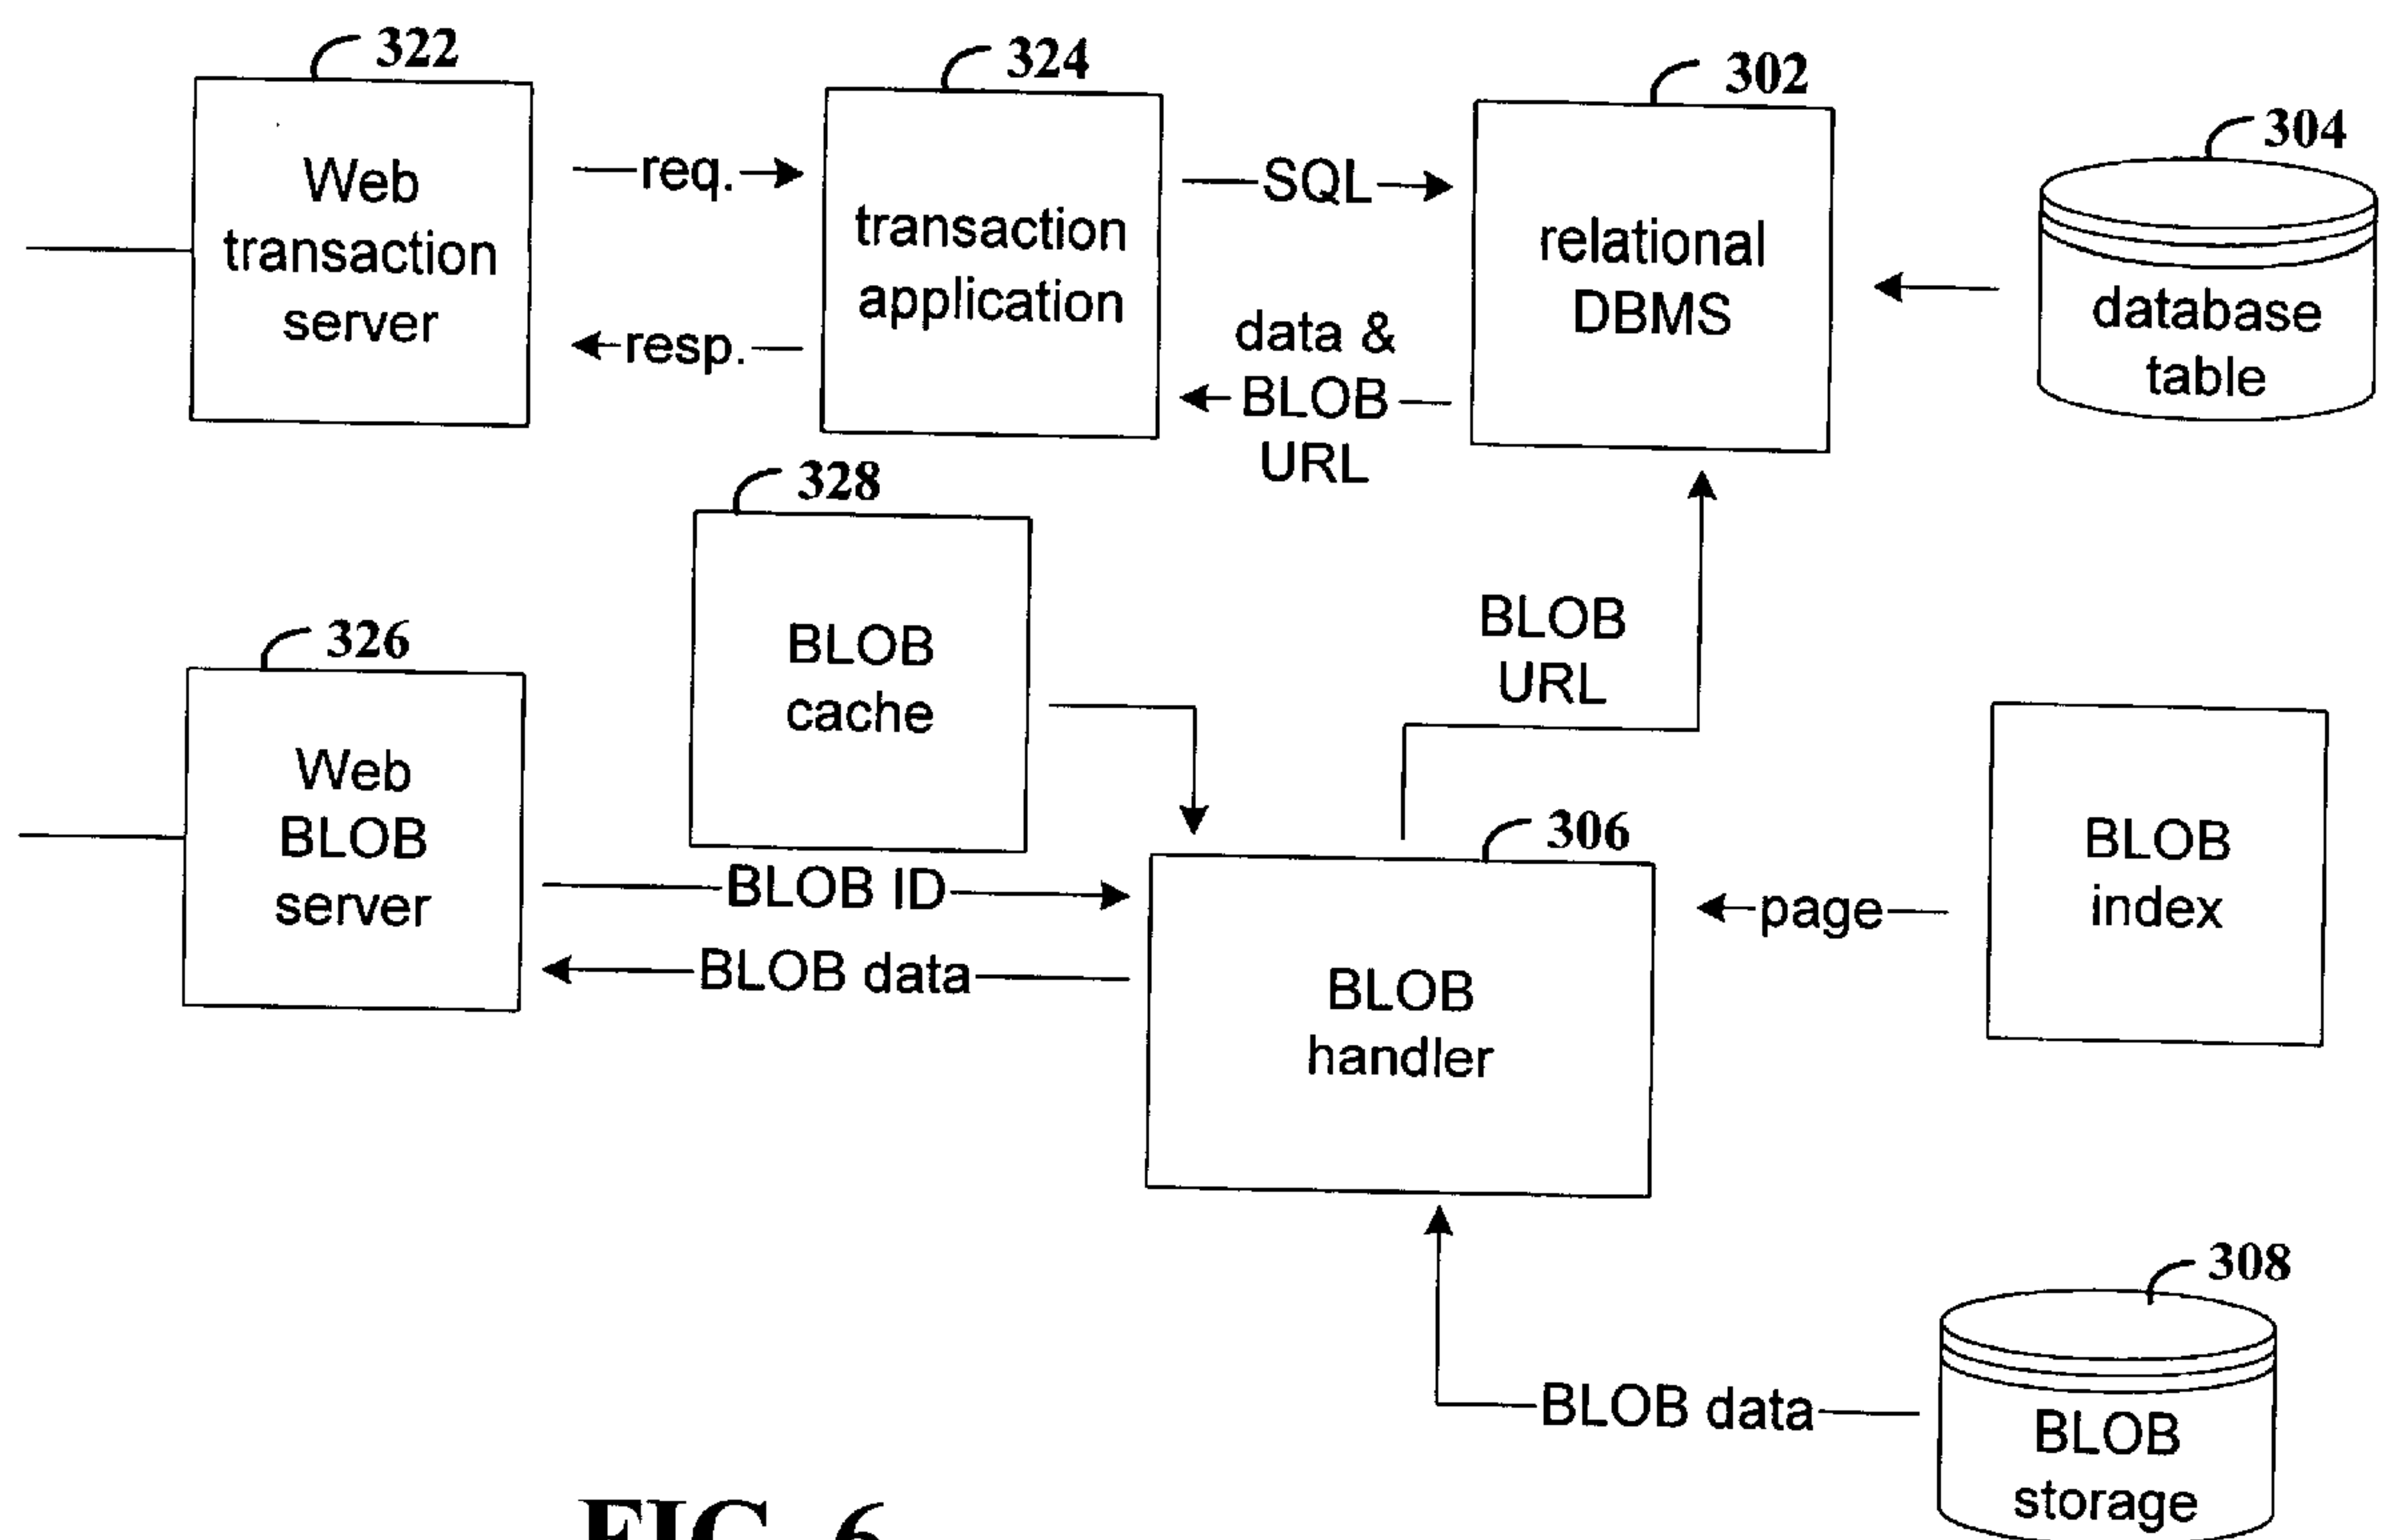 322
324
302
304
Web
transaction
server
req.
resp.
transaction
application
SQL
data &
BLOB
URL
relational
DBMS
database
table
328
BLOB
cache
326
Web
BLOB
server
BLOB ID
BLOB data
BLOB
URL
306
BLOB
handler
page
BLOB
index
308
BLOB data
BLOB
storage
FIG. 6